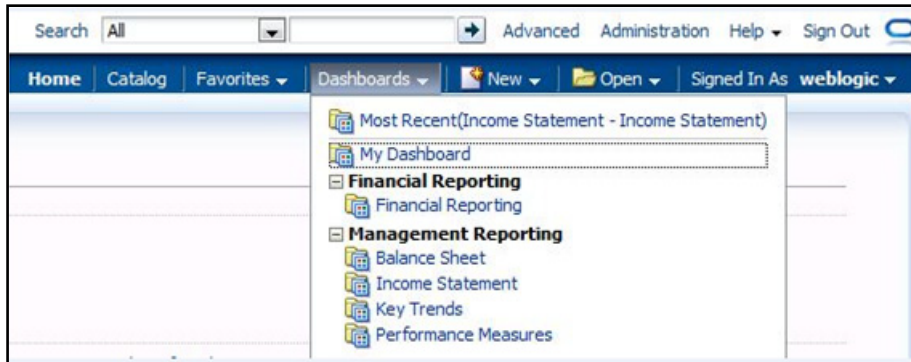 Search All Advanced Administration Help Sign Out
Home Catalog Favorites Dashboards New Open Signed In As weblogic
Most Recent(Income Statement - Income Statement)
My Dashboard
Financial Reporting
Financial Reporting
Management Reporting
Balance Sheet
Income Statement
Key Trends
Performance Measures